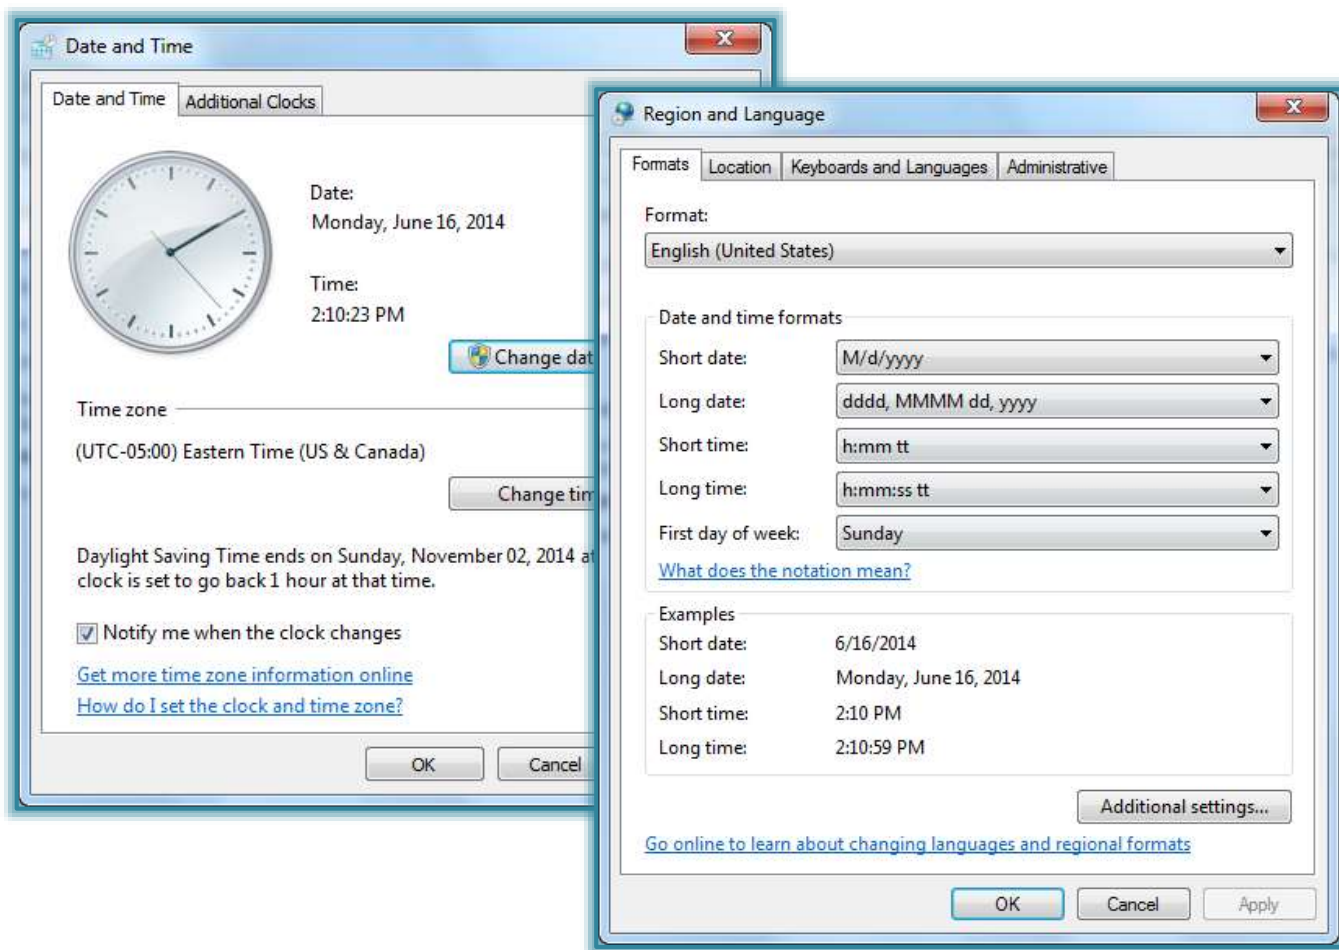 Date and Time
Date and Time Additional Clocks
Date:
Monday, June 16, 2014
Time:
2:10:23 PM
Change dat
Time zone
(UTC-05:00) Eastern Time (US & Canada)
Change tim
Daylight Saving Time ends on Sunday, November 02, 2014 at
clock is set to go back 1 hour at that time.
Notify me when the clock changes
Get more time zone information online
How do I set the clock and time zone?
OK Cancel
Region and Language
Formats Location Keyboards and Languages Administrative
Format:
English (United States)
Date and time formats
Short date: M/d/yyyy
Long date: dddd, MMMM dd, yyyy
Short time: h:mm tt
Long time: h:mm:ss tt
First day of week: Sunday
What does the notation mean?
Examples
Short date: 6/16/2014
Long date: Monday, June 16, 2014
Short time: 2:10 PM
Long time: 2:10:59 PM
Additional settings...
Go online to learn about changing languages and regional formats
OK Cancel Apply